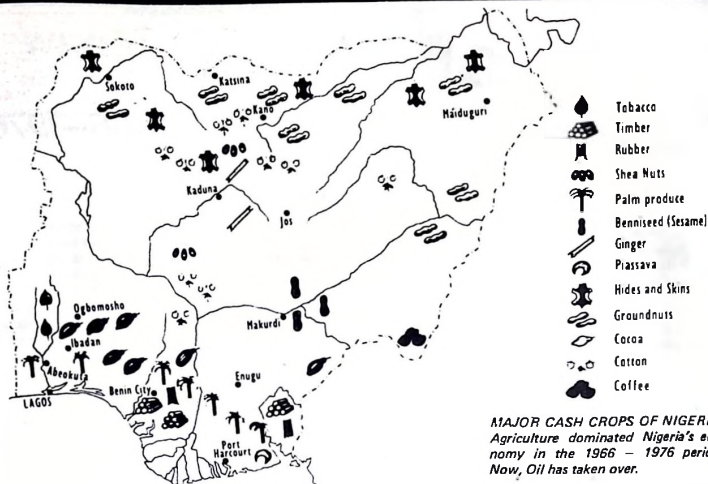 Sokoto
Katsina
Kano
Maiduguri
Kaduna
Jos
Ogbomosho
Ibadan
Abeokuta
LAGOS
Makurdi
Enugu
Benin City
Port
Harcourt
Tobacco
Timber
Rubber
Shea Nuts
Palm produce
Benniseed (Sesame)
Ginger
Piassava
Hides and Skins
Groundnuts
Cocoa
Cotton
Coffee
MAJOR CASH CROPS OF NIGER
Agriculture dominated Nigeria's e
nomy in the 1966 – 1976 peri
Now, Oil has taken over.